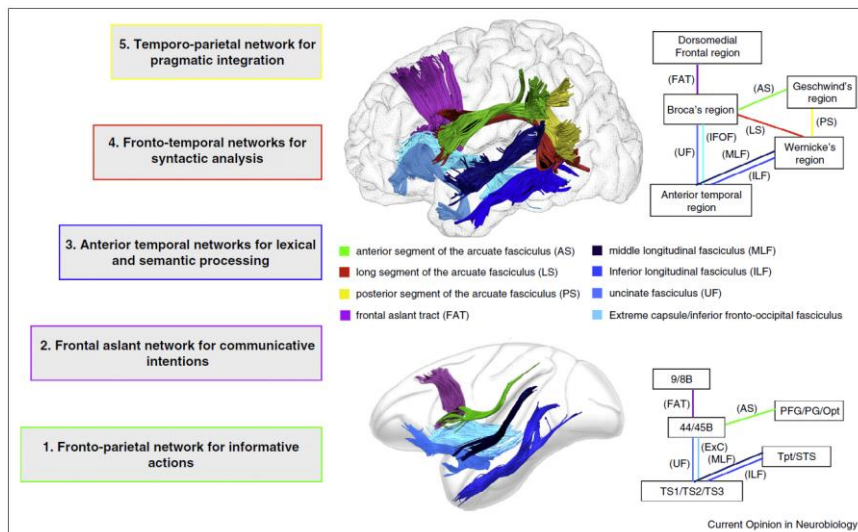 5. Temporo-parietal network for
pragmatic integration
4. Fronto-temporal networks for
syntactic analysis
3. Anterior temporal networks for lexical
and semantic processing
2. Frontal aslant network for communicative
intentions
1. Fronto-parietal network for informative
actions
Dorsomedial
Frontal region
(FAT)
(AS)
Geschwind's
region
Broca's region
(PS)
(IFOF)
(LS)
(UF)
(MLF)
Wernicke's
region
(ILF)
Anterior temporal
region
anterior segment of the arcuate fasciculus (AS)
long segment of the arcuate fasciculus (LS)
posterior segment of the arcuate fasciculus (PS)
frontal aslant tract (FAT)
middle longitudinal fasciculus (MLF)
Inferior longitudinal fasciculus (ILF)
uncinate fasciculus (UF)
Extreme capsule/inferior fronto-occipital fasciculus
9/8B
(FAT)
(AS)
PFG/PG/Opt
44/45B
(ExC)
(MLF)
Tpt/STS
(UF)
(ILF)
TS1/TS2/TS3
Current Opinion in Neurobiology